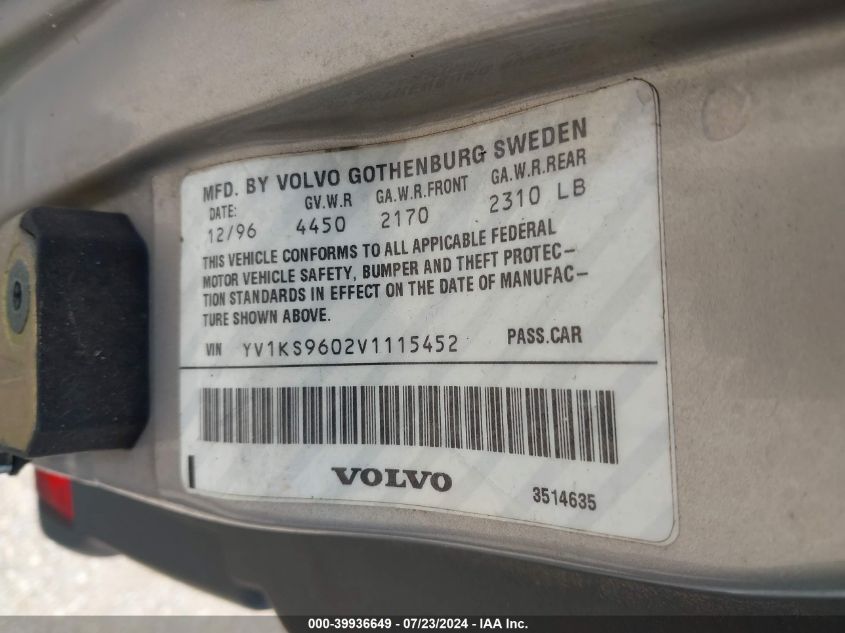 MFD. BY VOLVO GOTHENBURG SWEDEN
DATE: GV.W.R GA.W.R.FRONT GA.W.R.REAR
12/96 4450 2170 2310 LB
THIS VEHICLE CONFORMS TO ALL APPICABLE FEDERAL
MOTOR VEHICLE SAFETY, BUMPER AND THEFT PROTEC–
TION STANDARDS IN EFFECT ON THE DATE OF MANUFAC–
TURE SHOWN ABOVE.
VIN YV1KS9602V1115452 PASS.CAR
VOLVO
3514635
000-39936649 - 07/23/2024 - IAA Inc.